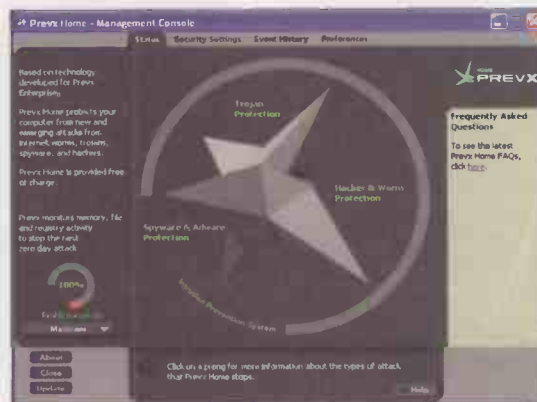 Prevx Home - Management Console
Status Security Settings Event History Preferences
Based on technology
developed for Prevx
Enterprise.
Prevx Home protects your
computer from new and
emerging attacks from
internet worms, trojans,
spyware, and hackers.
Prevx Home is provided free
of charge.
Prevx monitors memory, file
and registry activity
to stop the next
zero day attack
100%
Maximum
About
Close
Update
Trojan
Protection
Hacker & Worm
Protection
Spyware & Adware
Protection
Intrusion Prevention System
Click on a prong for more information about the types of attack
that Prevx Home stops.
Help
HOME
PREVX
Frequently Asked
Questions
To see the latest
Prevx Home FAQs,
click here.